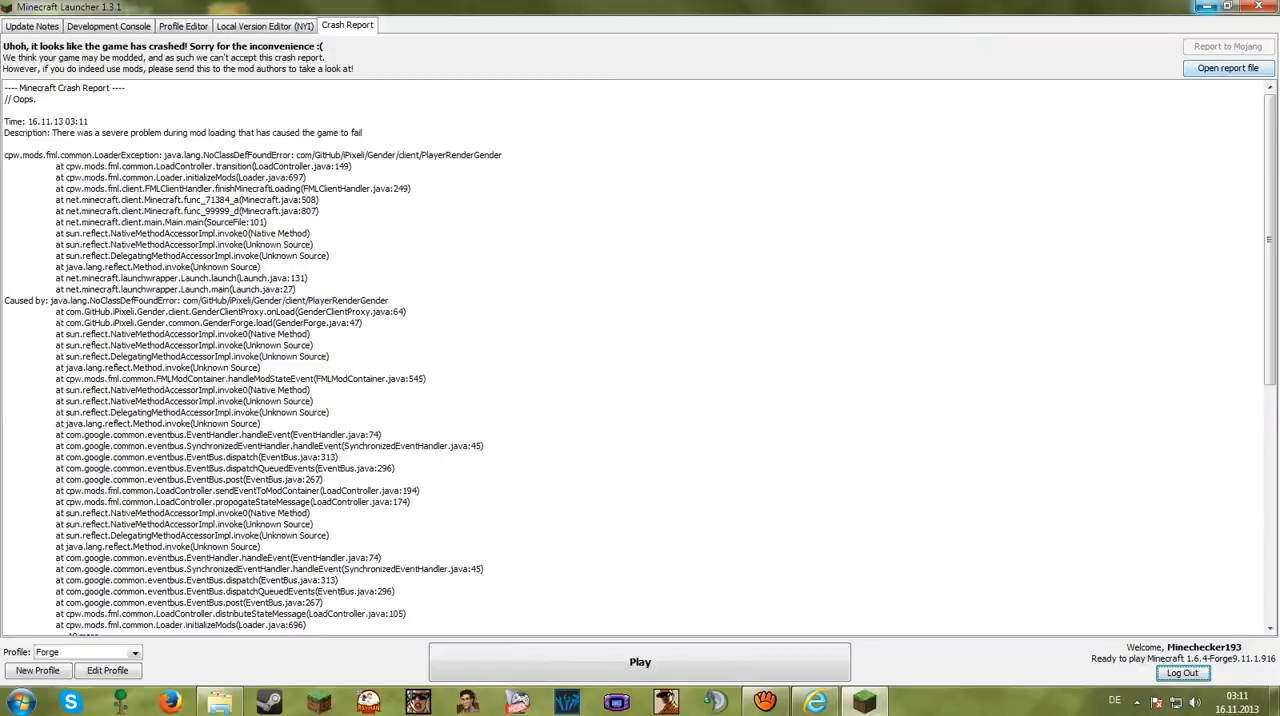 Minecraft Launcher 1.3.1
Update Notes
Development Console
Profile Editor
Local Version Editor (NYI)
Crash Report
Uhoh, it looks like the game has crashed! Sorry for the inconvenience :(
We think your game may be modded, and as such we can't accept this crash report.
However, if you do indeed use mods, please send this to the mod authors to take a look at!
Report to Mojang
Open report file
---- Minecraft Crash Report ----
// Oops.
Time: 16.11.13 03:11
Description: There was a severe problem during mod loading that has caused the game to fail
cpw.mods.fml.common.LoaderException: java.lang.NoClassDefFoundError: com/GitHub/iPixeli/Gender/client/PlayerRenderGender
at cpw.mods.fml.common.LoadController.transition(LoadController.java:149)
at cpw.mods.fml.common.Loader.initializeMods(Loader.java:697)
at cpw.mods.fml.client.FMLClientHandler.finishMinecraftLoading(FMLClientHandler.java:249)
at net.minecraft.client.Minecraft.func_71384_a(Minecraft.java:508)
at net.minecraft.client.Minecraft.func_99999_d(Minecraft.java:807)
at net.minecraft.client.main.Main.main(SourceFile:101)
at sun.reflect.NativeMethodAccessorImpl.invoke0(Native Method)
at sun.reflect.NativeMethodAccessorImpl.invoke(Unknown Source)
at sun.reflect.DelegatingMethodAccessorImpl.invoke(Unknown Source)
at java.lang.reflect.Method.invoke(Unknown Source)
at net.minecraft.launchwrapper.Launch.launch(Launch.java:131)
at net.minecraft.launchwrapper.Launch.main(Launch.java:27)
Caused by: java.lang.NoClassDefFoundError: com/GitHub/iPixeli/Gender/client/PlayerRenderGender
at com.GitHub.iPixeli.Gender.client.GenderClientProxy.onLoad(GenderClientProxy.java:64)
at com.GitHub.iPixeli.Gender.common.GenderForge.load(GenderForge.java:47)
at sun.reflect.NativeMethodAccessorImpl.invoke0(Native Method)
at sun.reflect.NativeMethodAccessorImpl.invoke(Unknown Source)
at sun.reflect.DelegatingMethodAccessorImpl.invoke(Unknown Source)
at java.lang.reflect.Method.invoke(Unknown Source)
at cpw.mods.fml.common.FMLModContainer.handleModStateEvent(FMLModContainer.java:545)
at sun.reflect.NativeMethodAccessorImpl.invoke0(Native Method)
at sun.reflect.NativeMethodAccessorImpl.invoke(Unknown Source)
at sun.reflect.DelegatingMethodAccessorImpl.invoke(Unknown Source)
at java.lang.reflect.Method.invoke(Unknown Source)
at com.google.common.eventbus.EventHandler.handleEvent(EventHandler.java:74)
at com.google.common.eventbus.SynchronizedEventHandler.handleEvent(SynchronizedEventHandler.java:45)
at com.google.common.eventbus.EventBus.dispatch(EventBus.java:313)
at com.google.common.eventbus.EventBus.dispatchQueuedEvents(EventBus.java:296)
at com.google.common.eventbus.EventBus.post(EventBus.java:267)
at cpw.mods.fml.common.LoadController.sendEventToModContainer(LoadController.java:194)
at cpw.mods.fml.common.LoadController.propogateStateMessage(LoadController.java:174)
at sun.reflect.NativeMethodAccessorImpl.invoke0(Native Method)
at sun.reflect.NativeMethodAccessorImpl.invoke(Unknown Source)
at sun.reflect.DelegatingMethodAccessorImpl.invoke(Unknown Source)
at java.lang.reflect.Method.invoke(Unknown Source)
at com.google.common.eventbus.EventHandler.handleEvent(EventHandler.java:74)
at com.google.common.eventbus.SynchronizedEventHandler.handleEvent(SynchronizedEventHandler.java:45)
at com.google.common.eventbus.EventBus.dispatch(EventBus.java:313)
at com.google.common.eventbus.EventBus.dispatchQueuedEvents(EventBus.java:296)
at com.google.common.eventbus.EventBus.post(EventBus.java:267)
at cpw.mods.fml.common.LoadController.distributeStateMessage(LoadController.java:105)
at cpw.mods.fml.common.Loader.initializeMods(Loader.java:696)
Profile: Forge
New Profile
Edit Profile
Play
Welcome, Minechecker193
Ready to play Minecraft 1.6.4-Forge9.11.1.916
Log Out
DE
03:11
16.11.2013